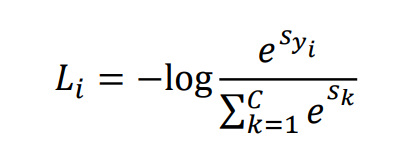 L_i = -log \frac{e^{s_{y_i}}}{\sum_{k=1}^{C} e^{s_k}}